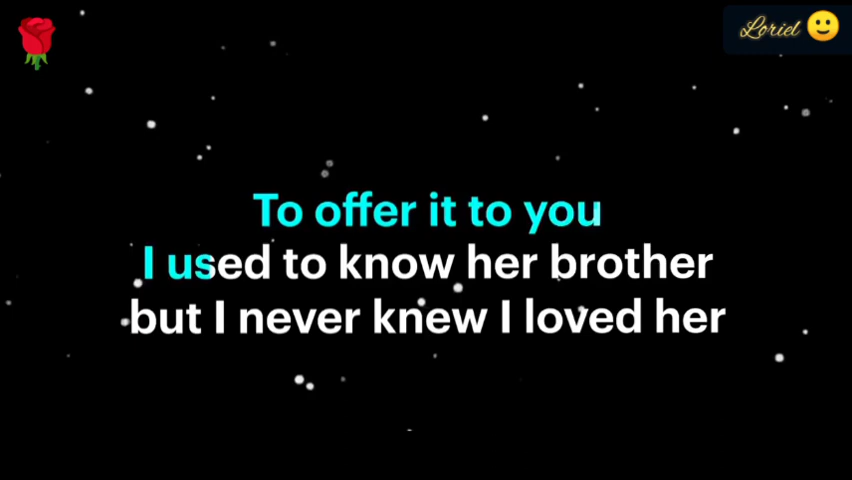 Loriel
To offer it to you
I used to know her brother
but I never knew I loved her